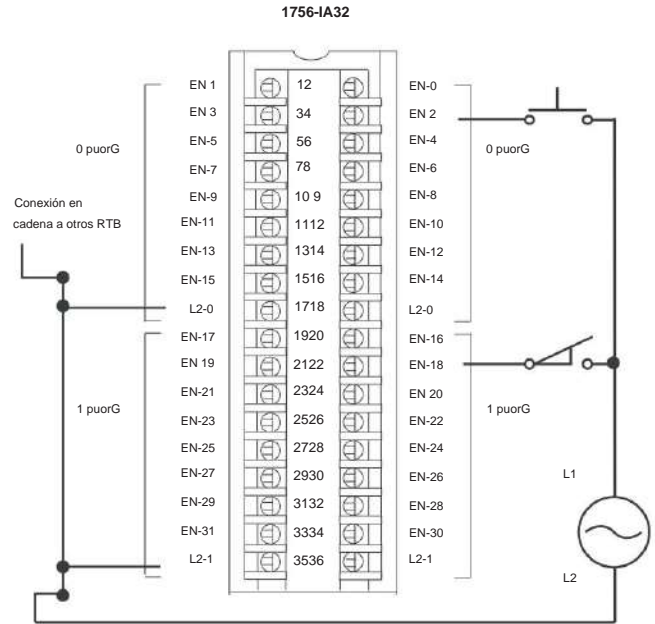 1756-IA32
EN 1 12 EN-0
EN 3 34 EN 2
EN-5 56 EN-4
0 puorG 0 puorG
EN-7 78 EN-6
EN-9 10 9 EN-8
Conexión en
cadena a otros RTB
EN-11 1112 EN-10
EN-13 1314 EN-12
EN-15 1516 EN-14
L2-0 1718 L2-0
EN-17 1920 EN-16
EN 19 2122 EN-18
EN-21 2324 EN 20
1 puorG 1 puorG
EN-23 2526 EN-22
EN-25 2728 EN-24
EN-27 2930 EN-26
L1
EN-29 3132 EN-28
EN-31 3334 EN-30
L2-1 3536 L2-1
L2